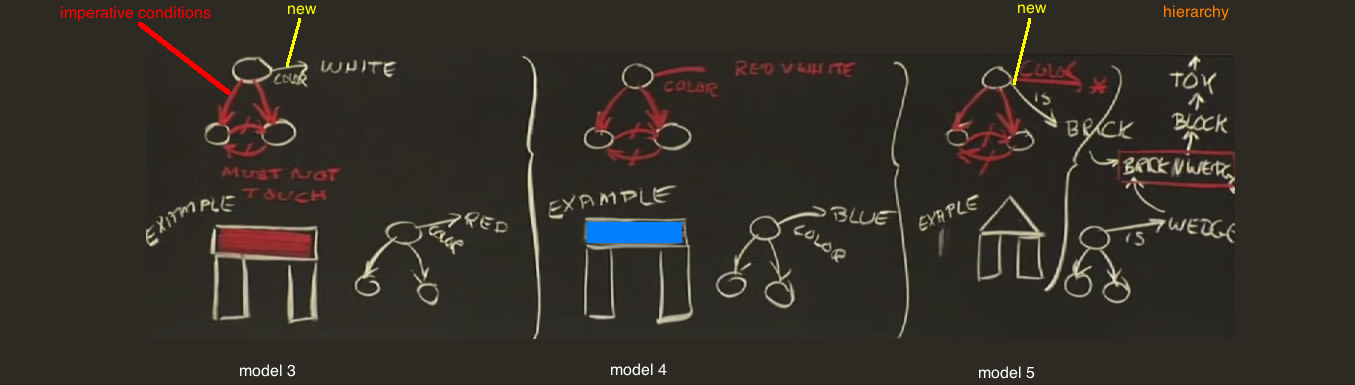 imperative conditions
new
COLOR
WHITE
MUST NOT
TOUCH
EXAMPLE
COLOR
RED
model 3
RED V WHITE
COLOR
EXAMPLE
BLUE
COLOR
model 4
new
hierarchy
COLOR
*
IS
BRICK
TOY
BLOCK
BRICK V WEDG
EXAPLE
IS
WEDGE
model 5